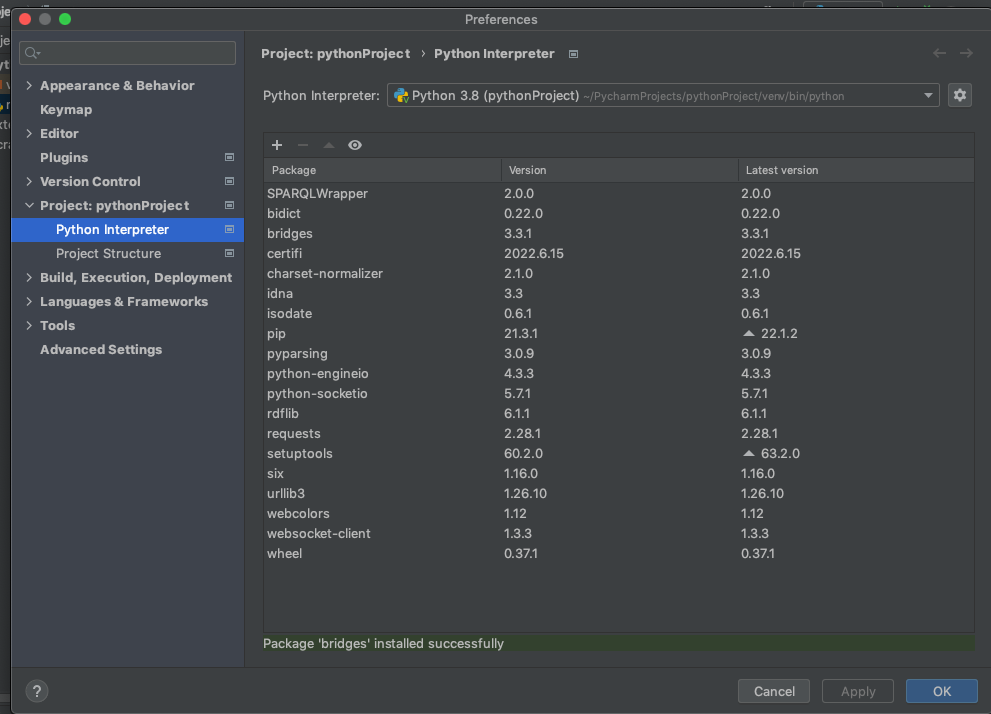 Preferences
Project: pythonProject › Python Interpreter
Python Interpreter: Python 3.8 (pythonProject) ~/PycharmProjects/pythonProject/venv/bin/python
Appearance & Behavior
Keymap
Editor
Plugins
Version Control
Project: pythonProject
Python Interpreter
Project Structure
Build, Execution, Deployment
Languages & Frameworks
Tools
Advanced Settings
Package Version Latest version
SPARQLWrapper 2.0.0 2.0.0
bidict 0.22.0 0.22.0
bridges 3.3.1 3.3.1
certifi 2022.6.15 2022.6.15
charset-normalizer 2.1.0 2.1.0
idna 3.3 3.3
isodate 0.6.1 0.6.1
pip 21.3.1 22.1.2
pyparsing 3.0.9 3.0.9
python-engineio 4.3.3 4.3.3
python-socketio 5.7.1 5.7.1
rdflib 6.1.1 6.1.1
requests 2.28.1 2.28.1
setuptools 60.2.0 63.2.0
six 1.16.0 1.16.0
urllib3 1.26.10 1.26.10
webcolors 1.12 1.12
websocket-client 1.3.3 1.3.3
wheel 0.37.1 0.37.1
Package 'bridges' installed successfully
? Cancel Apply OK